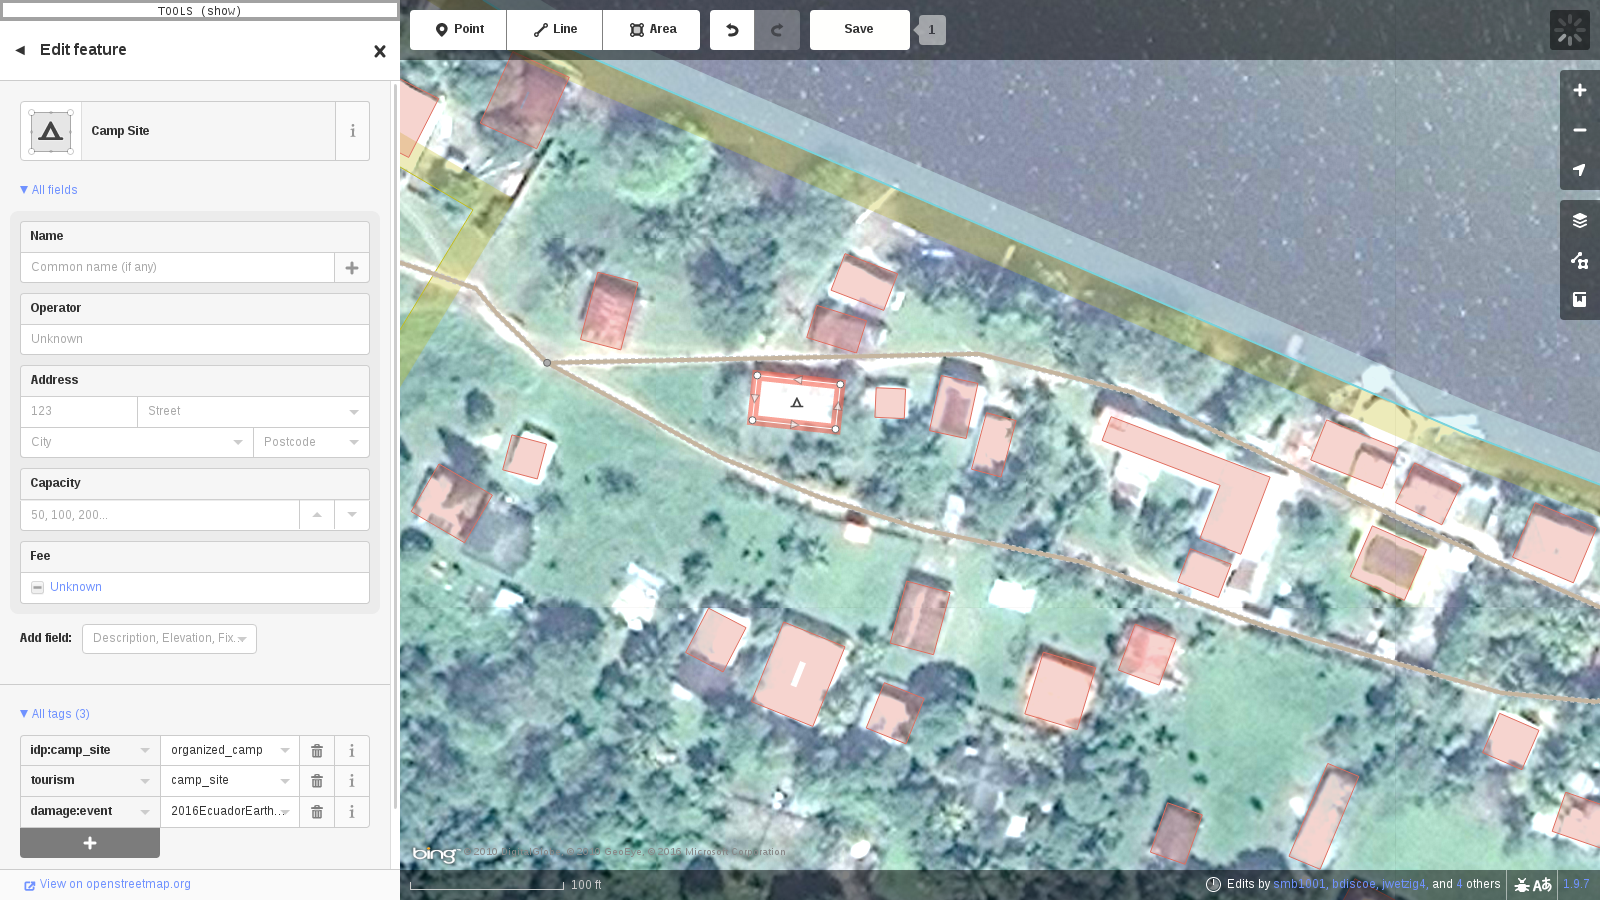 TOOLS (show)
Edit feature
Camp Site
All fields
Name
Common name (if any)
Operator
Unknown
Address
123
Street
City
Postcode
Capacity
50, 100, 200...
Fee
Unknown
Add field:
Description, Elevation, Fix...
All tags (3)
idp:camp_site
organized_camp
tourism
camp_site
damage:event
2016EcuadorEarth...
View on openstreetmap.org
Point
Line
Area
Save
1
bing
© 2016 GeoEye, © 2016 Microsoft Corporation
100 ft
Edits by smb1001, bdiscoe, jwetzig4, and 4 others
1.9.7